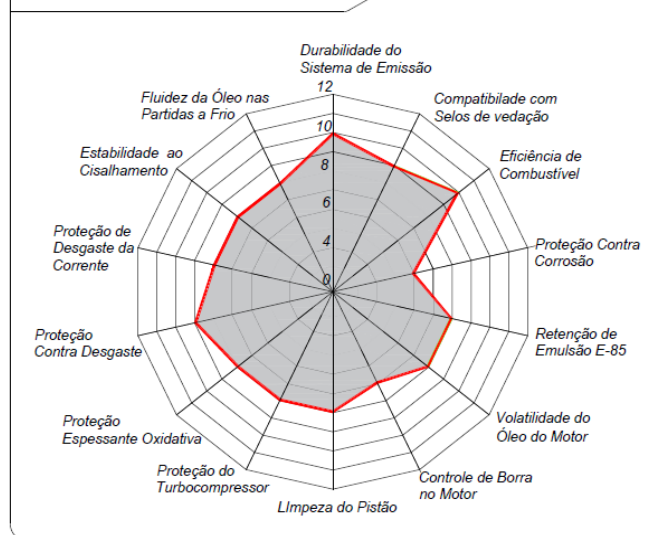 Durabilidade do
Sistema de Emissão
12
10
8
6
4
0
Compatibilade com
Selos de vedação
Eficiência de
Combustível
Proteção Contra
Corrosão
Retenção de
Emulsão E-85
Volatilidade do
Óleo do Motor
Controle de Borra
no Motor
LImpeza do Pistão
Proteção do
Turbocompressor
Proteção
Espessante Oxidativa
Proteção
Contra Desgaste
Proteção de
Desgaste da
Corrente
Estabilidade ao
Cisalhamento
Fluidez da Óleo nas
Partidas a Frio